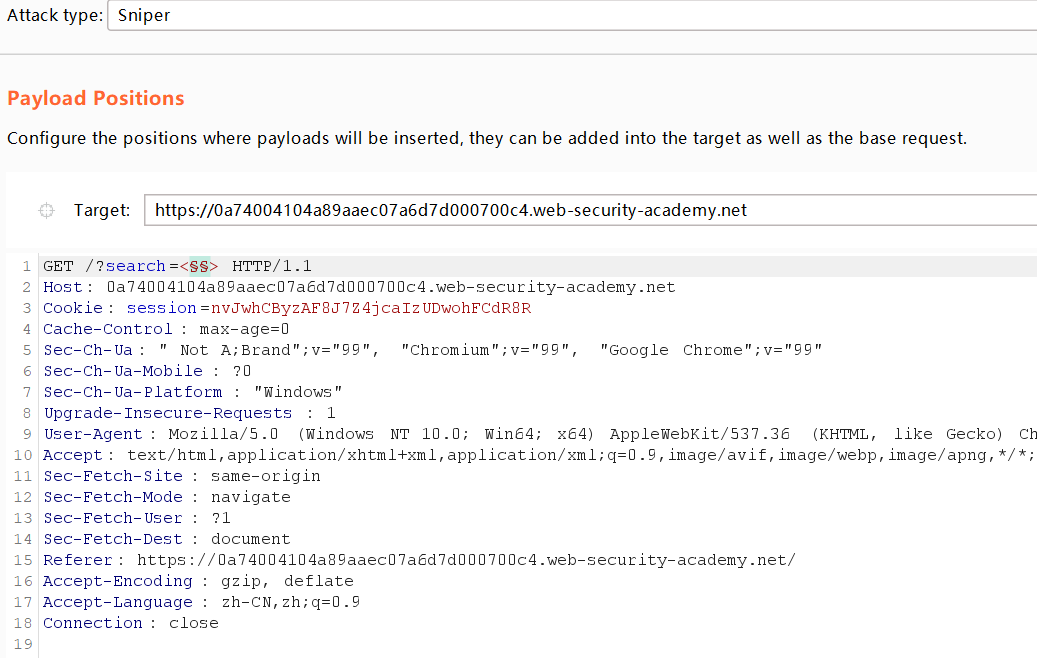 Attack type: Sniper
Payload Positions
Configure the positions where payloads will be inserted, they can be added into the target as well as the base request.
Target: https://0a74004104a89aaec07a6d7d000700c4.web-security-academy.net
1 GET /?search=<§§> HTTP/1.1
2 Host: 0a74004104a89aaec07a6d7d000700c4.web-security-academy.net
3 Cookie: session=nvJwhCByzAF8J7Z4jcaIzUDwohFCdR8R
4 Cache-Control: max-age=0
5 Sec-Ch-Ua: " Not A;Brand";v="99", "Chromium";v="99", "Google Chrome";v="99"
6 Sec-Ch-Ua-Mobile: ?0
7 Sec-Ch-Ua-Platform: "Windows"
8 Upgrade-Insecure-Requests: 1
9 User-Agent: Mozilla/5.0 (Windows NT 10.0; Win64; x64) AppleWebKit/537.36 (KHTML, like Gecko) Ch
10 Accept: text/html,application/xhtml+xml,application/xml;q=0.9,image/avif,image/webp,image/apng,*/*;
11 Sec-Fetch-Site: same-origin
12 Sec-Fetch-Mode: navigate
13 Sec-Fetch-User: ?1
14 Sec-Fetch-Dest: document
15 Referer: https://0a74004104a89aaec07a6d7d000700c4.web-security-academy.net/
16 Accept-Encoding: gzip, deflate
17 Accept-Language: zh-CN,zh;q=0.9
18 Connection: close
19